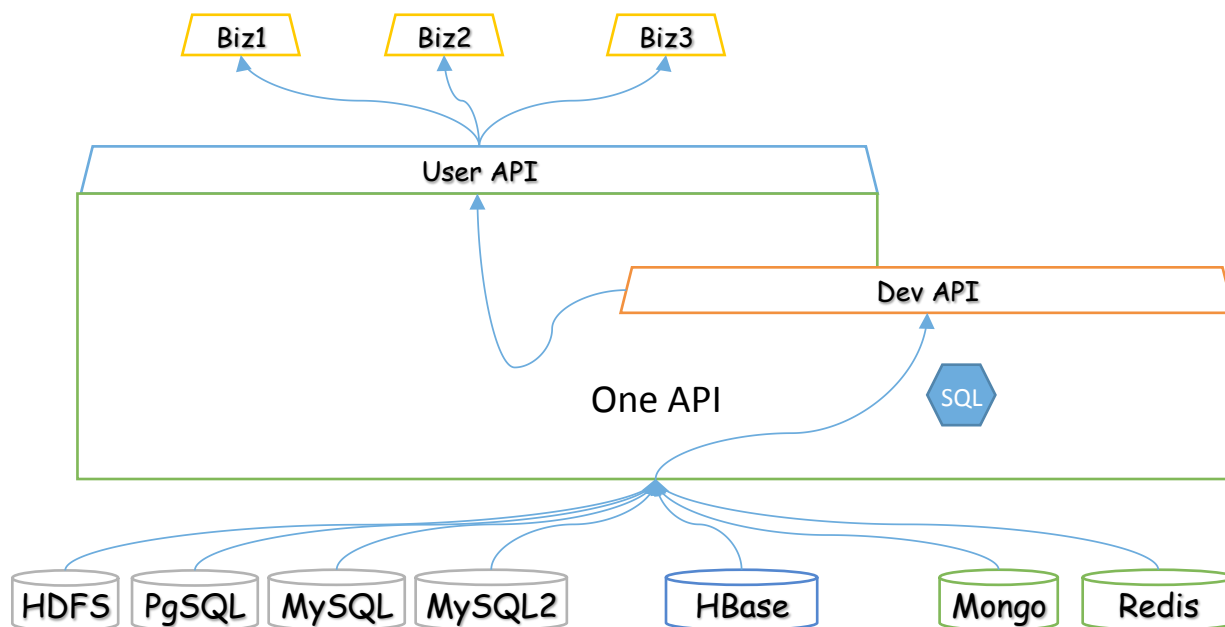 Biz1
Biz2
Biz3
User API
Dev API
One API
SQL
HDFS
PgSQL
MySQL
MySQL2
HBase
Mongo
Redis